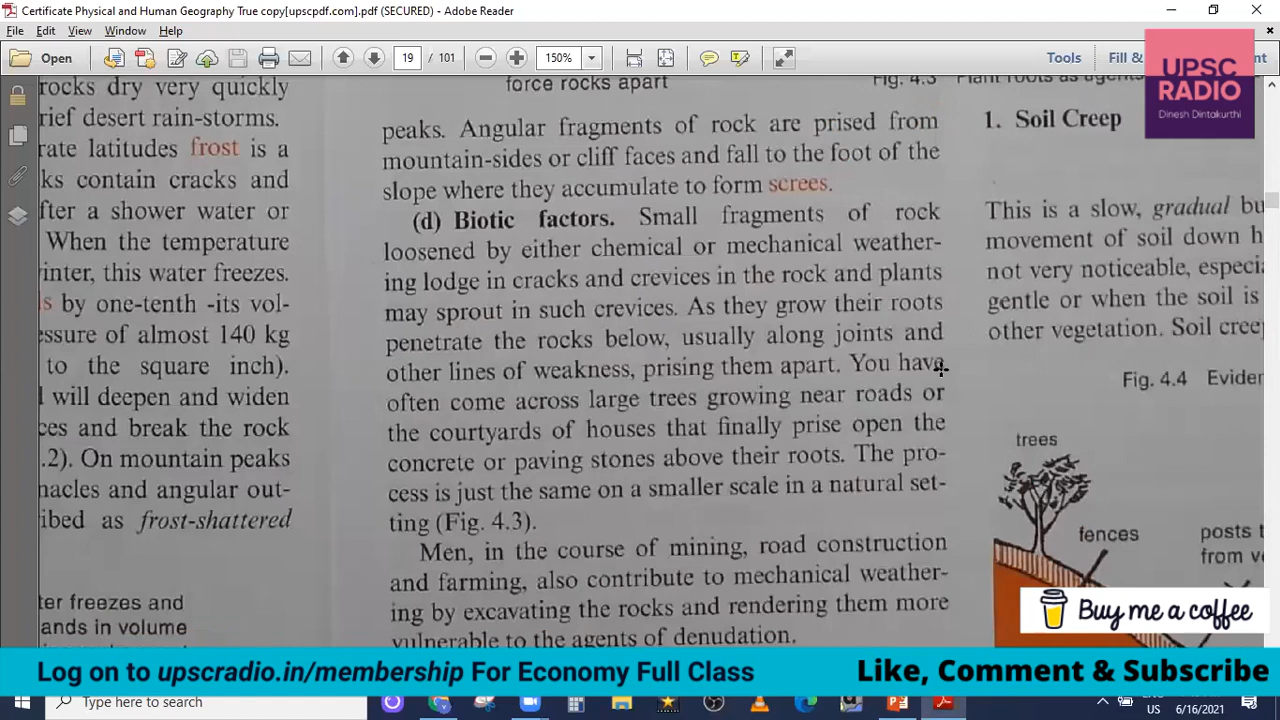 Certificate Physical and Human Geography True copy[upscpdf.com].pdf (SECURED) - Adobe Reader
File Edit View Window Help
Open 19 / 101 150% Tools Fill &
UPSC
RADIO
Dinesh Dintakurthi
rocks dry very quickly
rief desert rain-storms.
rate latitudes frost is a
ks contain cracks and
fter a shower water or
When the temperature
inter, this water freezes.
s by one-tenth -its vol-
ssure of almost 140 kg
to the square inch).
l will deepen and widen
ces and break the rock
.2). On mountain peaks
nacles and angular out-
ibed as frost-shattered
ter freezes and
ands in volume
force rocks apart
peaks. Angular fragments of rock are prised from
mountain-sides or cliff faces and fall to the foot of the
slope where they accumulate to form screes.
(d) Biotic factors. Small fragments of rock
loosened by either chemical or mechanical weather-
ing lodge in cracks and crevices in the rock and plants
may sprout in such crevices. As they grow their roots
penetrate the rocks below, usually along joints and
other lines of weakness, prising them apart. You have
often come across large trees growing near roads or
the courtyards of houses that finally prise open the
concrete or paving stones above their roots. The pro-
cess is just the same on a smaller scale in a natural set-
ting (Fig. 4.3).
Men, in the course of mining, road construction
and farming, also contribute to mechanical weather-
ing by excavating the rocks and rendering them more
vulnerable to the agents of denudation.
Fig. 4.3 Plant roots as agents
1. Soil Creep
This is a slow, gradual bu
movement of soil down h
not very noticeable, especia
gentle or when the soil is
other vegetation. Soil creep
Fig. 4.4 Eviden
trees
fences
posts t
from ve
Buy me a coffee
Log on to upscradio.in/membership For Economy Full Class
Like, Comment & Subscribe
Type here to search
US
6/16/2021